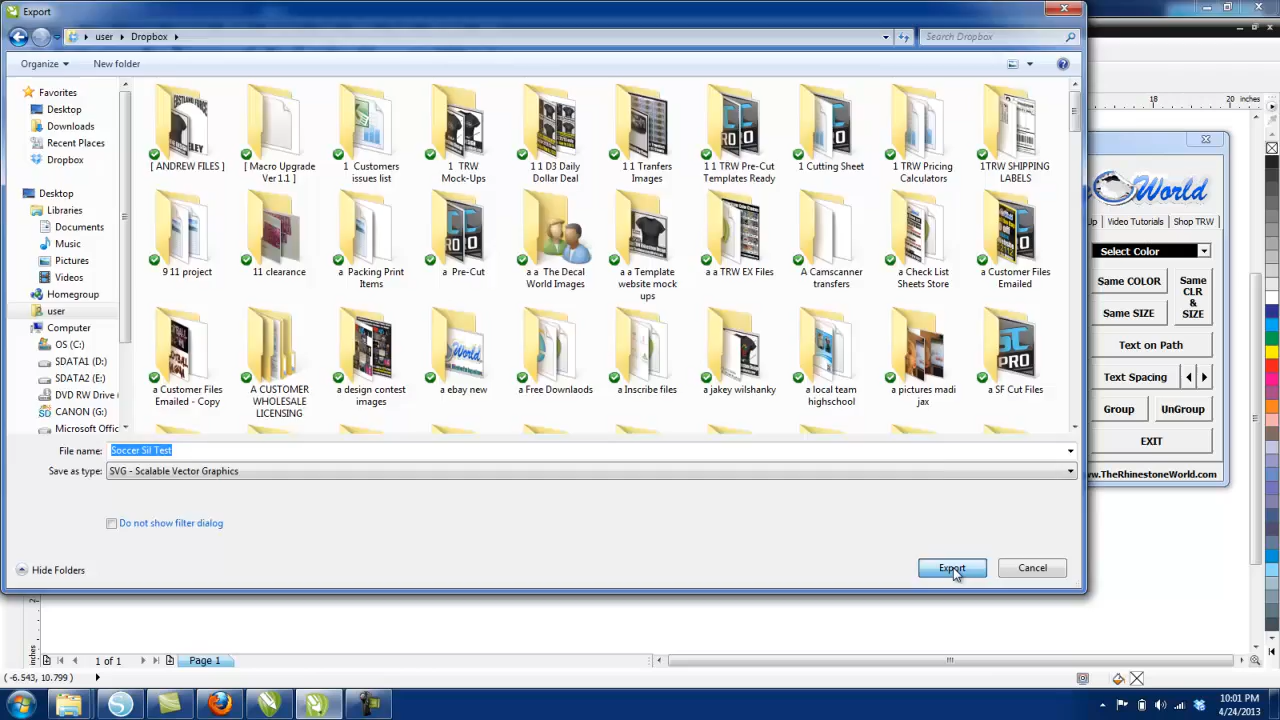 Export
user ▸ Dropbox ▸
Search Dropbox
Organize
New folder
18
20
inches
Favorites
Desktop
Downloads
Recent Places
Dropbox
Desktop
Libraries
Documents
Music
Pictures
Videos
Homegroup
user
Computer
OS (C:)
SDATA1 (D:)
SDATA2 (E:)
DVD RW Drive
CANON (G:)
Microsoft Offic
[ ANDREW FILES ]
[ Macro Upgrade Ver 1.1 ]
1 Customers issues list
1 TRW Mock-Ups
1 1 D3 Daily Dollar Deal
1 1 Tranfers Images
1 1 TRW Pre-Cut Templates Ready
1 Cutting Sheet
1 TRW Pricing Calculators
1TRW SHIPPING LABELS
9 11 project
11 clearance
a Packing Print Items
a Pre-Cut
a a The Decal World Images
a a Template website mock ups
a a TRW EX Files
A Camscanner transfers
a Check List Sheets Store
a Customer Files Emailed
a Customer Files Emailed - Copy
A CUSTOMER WHOLESALE LICENSING
a design contest images
a ebay new
a Free Downlaods
a Inscribe files
a jakey wilshanky
a local team highschool
a pictures madi jax
a SF Cut Files
World
Video Tutorials
Shop TRW
Select Color
Same COLOR
Same SIZE
Same CLR & SIZE
Text on Path
Text Spacing
Group
UnGroup
EXIT
w.TheRhinestoneWorld.com
File name: Soccer Sil Test
Save as type: SVG - Scalable Vector Graphics
Do not show filter dialog
Hide Folders
Export
Cancel
inches
1 of 1
Page 1
(-6.543, 10.799)
10:01 PM
4/24/2013